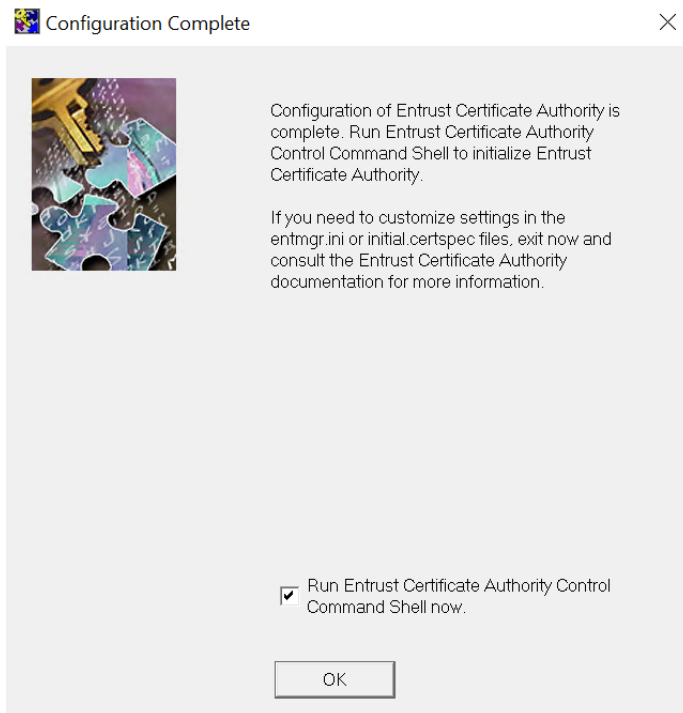 Configuration Complete
Configuration of Entrust Certificate Authority is
complete. Run Entrust Certificate Authority
Control Command Shell to initialize Entrust
Certificate Authority.
If you need to customize settings in the
entmgr.ini or initial.certspec files, exit now and
consult the Entrust Certificate Authority
documentation for more information.
Run Entrust Certificate Authority Control
Command Shell now.
OK